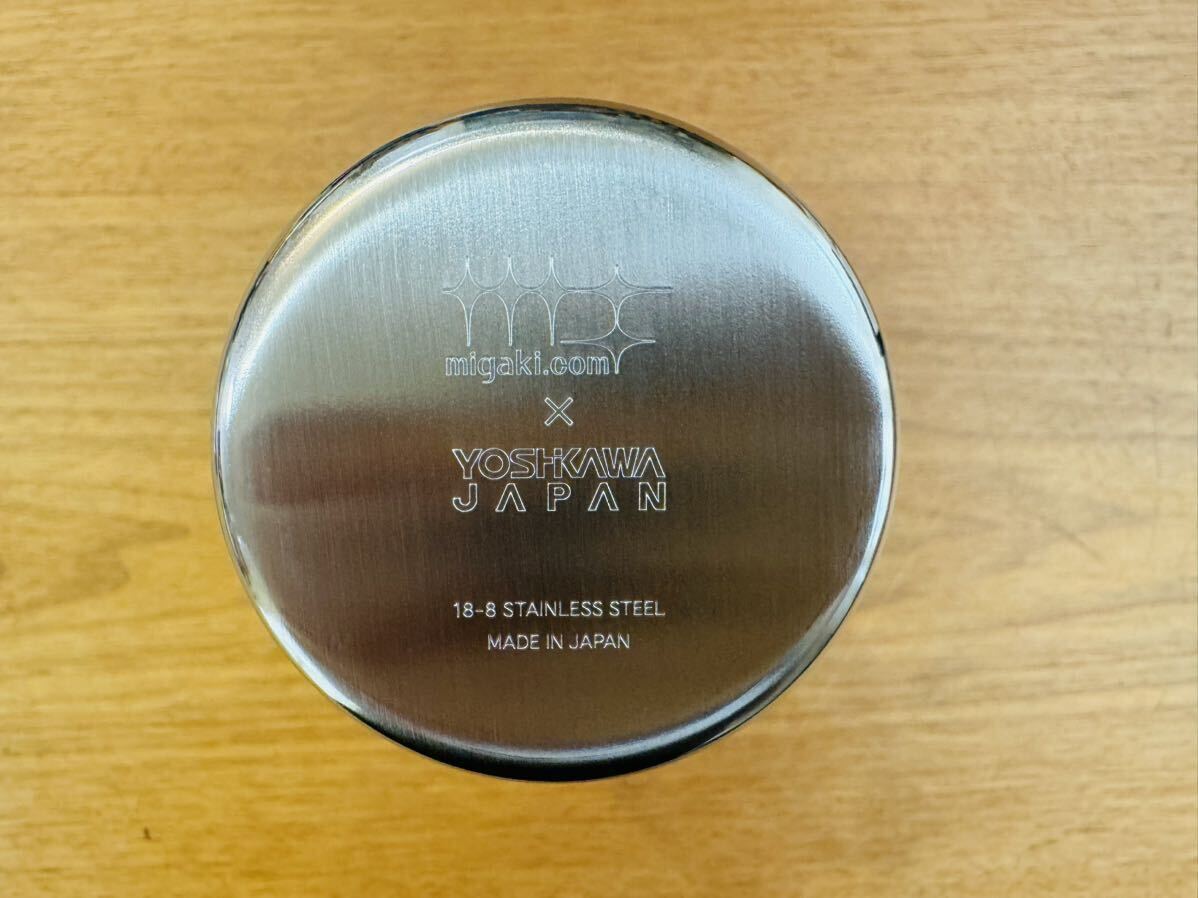 migaki.com
×
YOSHIKAWA
JAPAN
18-8 STAINLESS STEEL
MADE IN JAPAN